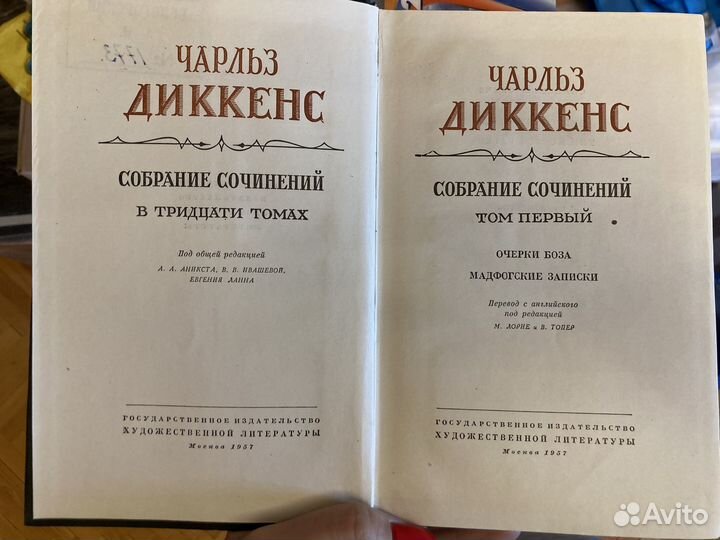 ЧАРЛЬЗ
ДИККЕНС
СОБРАНИЕ СОЧИНЕНИЙ
В ТРИДЦАТИ ТОМАХ
Под общей редакцией
А. А. АНИКСТА, В. В. ИВАШЕВОЙ,
ЕВГЕНИЯ ЛАННА
ГОСУДАРСТВЕННОЕ ИЗДАТЕЛЬСТВО
ХУДОЖЕСТВЕННОЙ ЛИТЕРАТУРЫ
Москва 1957
ЧАРЛЬЗ
ДИККЕНС
СОБРАНИЕ СОЧИНЕНИЙ
ТОМ ПЕРВЫЙ
ОЧЕРКИ БОЗА
МАДФОГСКИЕ ЗАПИСКИ
Перевод с английского
под редакцией
М. ЛОРИЕ и В. ТОПЕР
ГОСУДАРСТВЕННОЕ ИЗДАТЕЛЬСТВО
ХУДОЖЕСТВЕННОЙ ЛИТЕРАТУРЫ
Москва 1957
Avito